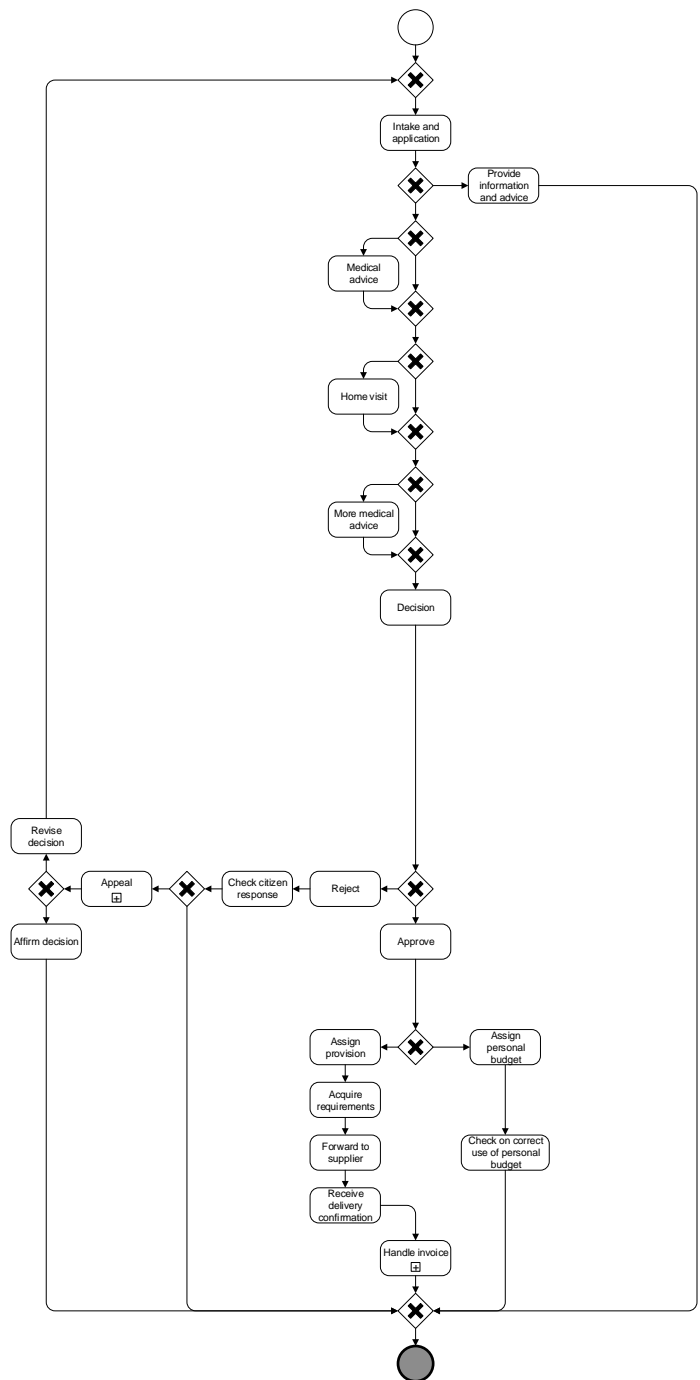 Intake and
application
Provide
information
and advice
Medical
advice
Home visit
More medical
advice
Decision
Revise
decision
Appeal
Check citizen
response
Reject
Affirm decision
Approve
Assign
provision
Assign
personal
budget
Acquire
requirements
Forward to
supplier
Check on correct
use of personal
budget
Receive
delivery
confirmation
Handle invoice